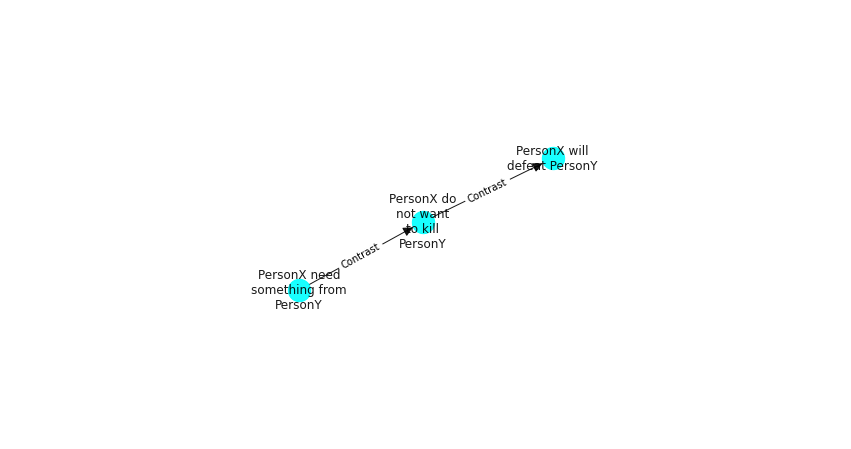 PersonX will
defeat PersonY
Contrast
PersonX do
not want
to kill
PersonY
Contrast
PersonX need
something from
PersonY